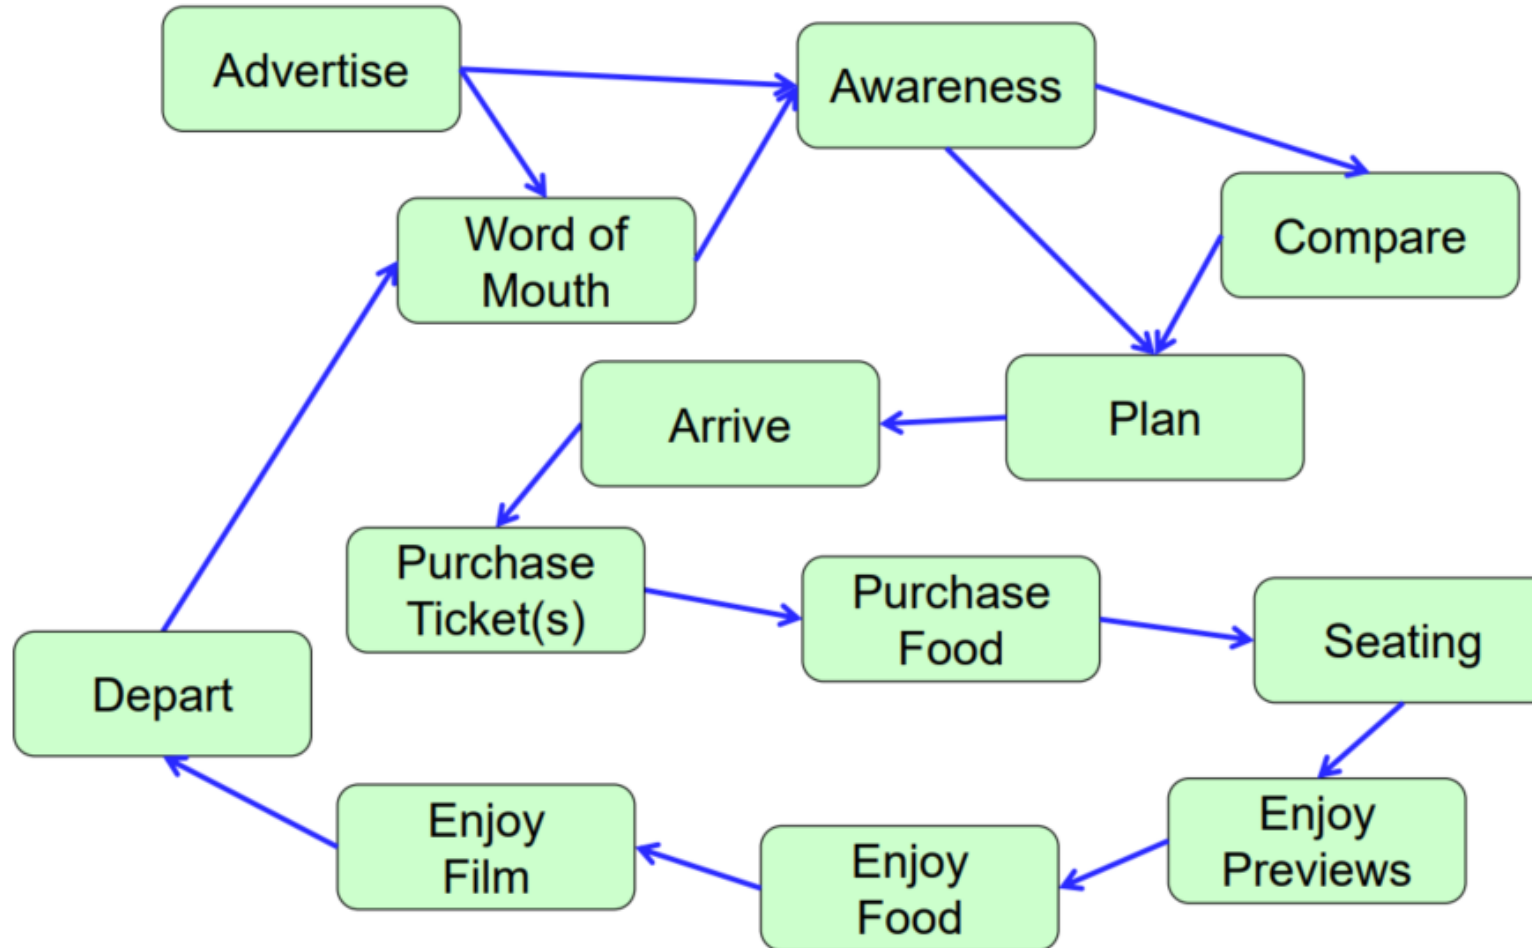 Advertise
Awareness
Word of
Mouth
Compare
Arrive
Plan
Purchase
Ticket(s)
Purchase
Food
Seating
Depart
Enjoy
Film
Enjoy
Food
Enjoy
Previews